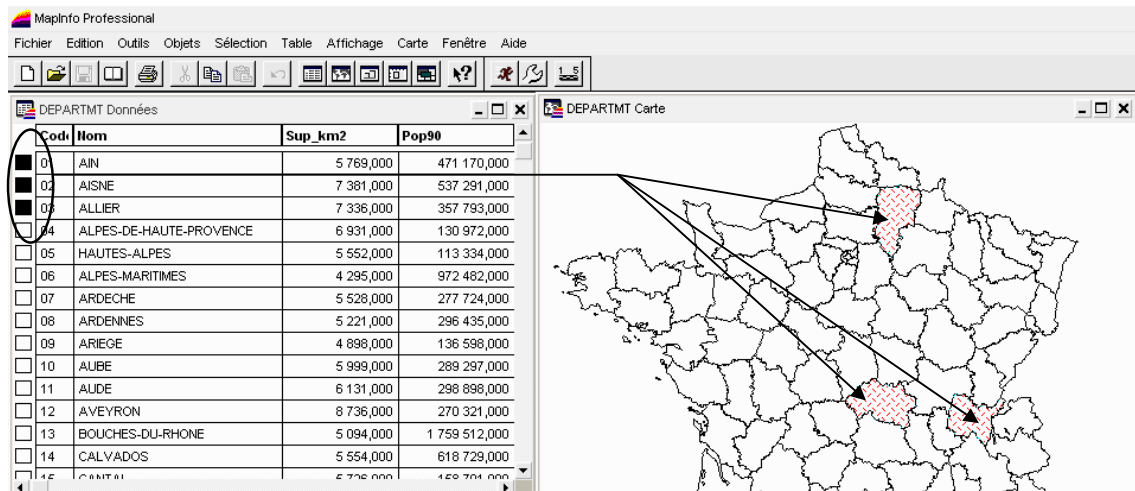 MapInfo Professional
Fichier Edition Outils Objets Sélection Table Affichage Carte Fenêtre Aide
DEPARTMT Données
Code Nom Sup_km2 Pop90
01 AIN 5 769,000 471 170,000
02 AISNE 7 381,000 537 291,000
03 ALLIER 7 336,000 357 793,000
04 ALPES-DE-HAUTE-PROVENCE 6 931,000 130 972,000
05 HAUTES-ALPES 5 552,000 113 334,000
06 ALPES-MARITIMES 4 295,000 972 482,000
07 ARDECHE 5 528,000 277 724,000
08 ARDENNES 5 221,000 296 435,000
09 ARIEGE 4 898,000 136 598,000
10 AUBE 5 999,000 289 297,000
11 AUDE 6 131,000 298 898,000
12 AVEYRON 8 736,000 270 321,000
13 BOUCHES-DU-RHONE 5 094,000 1 759 512,000
14 CALVADOS 5 554,000 618 729,000
15 CANTAL
DEPARTMT Carte